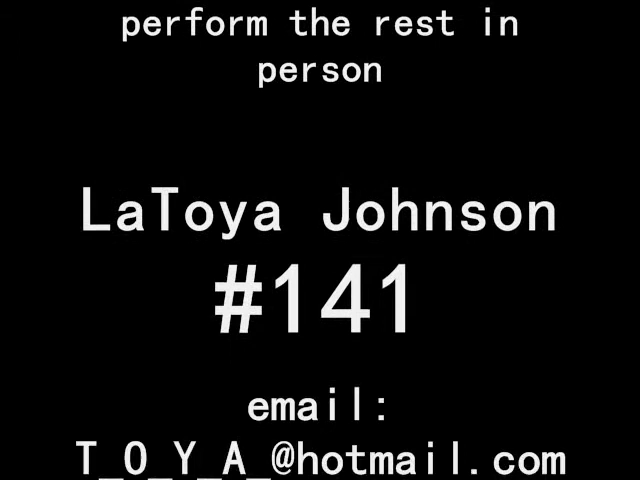 perform the rest in
person
LaToya Johnson
#141
email:
T_O_Y_A_@hotmail.com